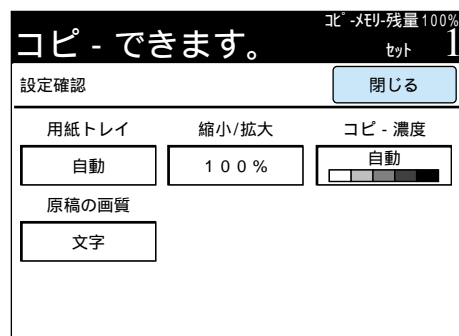 コピ-メモリ-残量100%
コピ-できます。 セット 1
設定確認 閉じる
用紙トレイ 縮小/拡大 コピ-濃度
自動 100% 自動
原稿の画質
文字